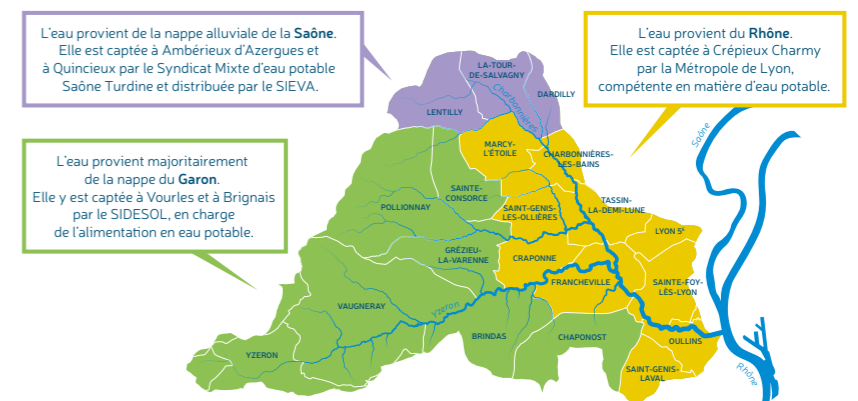 L'eau provient de la nappe alluviale de la Saône.
Elle est captée à Ambérieux d'Azergues et
à Quincieux par le Syndicat Mixte d'eau potable
Saône Turdine et distribuée par le SIEVA.
L'eau provient du Rhône.
Elle est captée à Crépieux Charmy
par la Métropole de Lyon,
compétente en matière d'eau potable.
L'eau provient majoritairement
de la nappe du Garon.
Elle y est captée à Vourles et à Brignais
par le SIDESOL, en charge
de l'alimentation en eau potable.
LA-TOUR-
DE-SALVAGNY
DARDILLY
LENTILLY
Charbonnières
Saône
MARCY-
L'ÉTOILE
CHARBONNIÈRES-
LES-BAINS
SAINTE-
CONSORCE
POLLIONNAY
SAINT-GENIS-
LES-OLLIÈRES
TASSIN-
LA-DEMI-LUNE
LYON 5E
GRÉZIEU-
LA-VARENNE
CRAPONNE
FRANCHEVILLE
SAINTE-FOY-
LÈS-LYON
VAUGNERAY
Yzeron
BRINDAS
CHAPONOST
OULLINS
YZERON
SAINT-GENIS-
LAVAL
Rhône